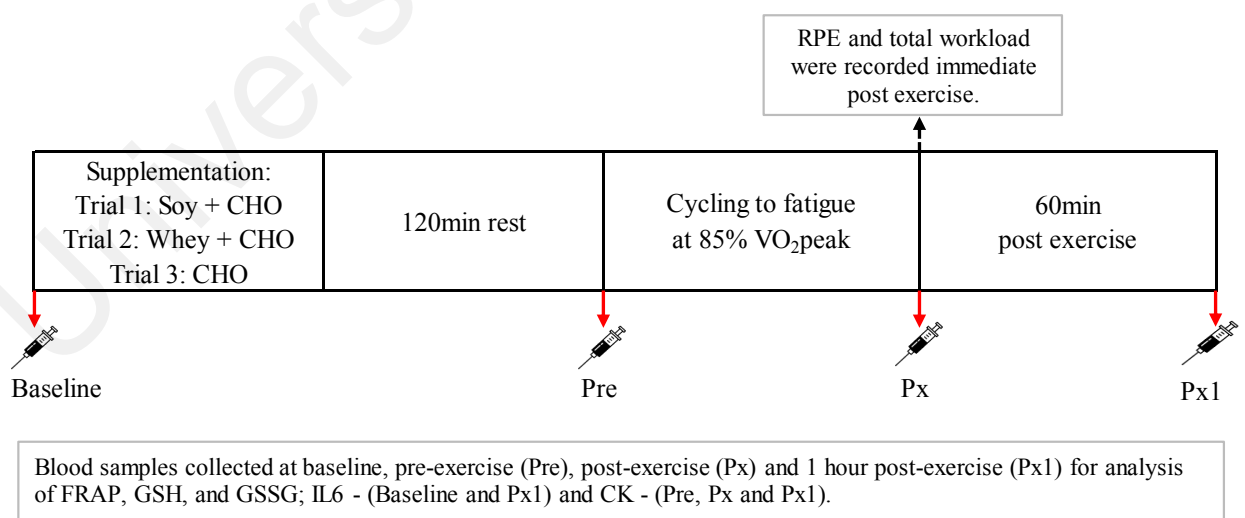 Univers
RPE and total workload
were recorded immediate
post exercise.
Supplementation:
Trial 1: Soy + CHO
Trial 2: Whey + CHO
Trial 3: CHO
120min rest
Cycling to fatigue
at 85% VO₂peak
60min
post exercise
Baseline
Pre
Px
Px1
Blood samples collected at baseline, pre-exercise (Pre), post-exercise (Px) and 1 hour post-exercise (Px1) for analysis
of FRAP, GSH, and GSSG; IL6 - (Baseline and Px1) and CK - (Pre, Px and Px1).